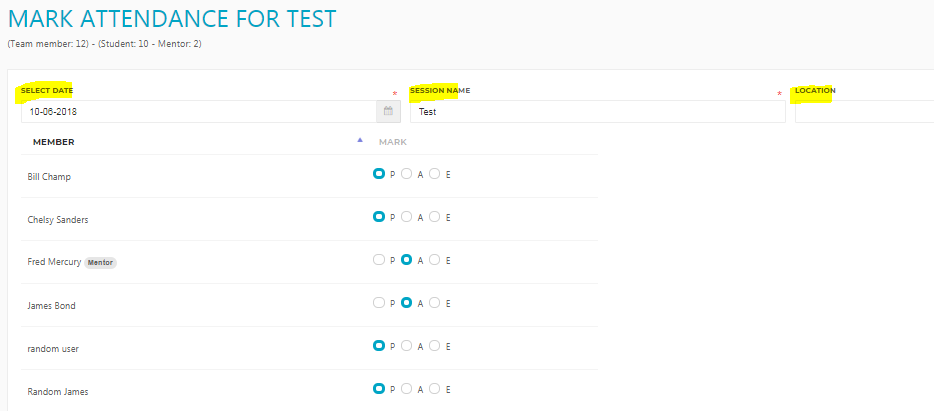 MARK ATTENDANCE FOR TEST
(Team member: 12) - (Student: 10 - Mentor: 2)
SELECT DATE * SESSION NAME * LOCATION
10-06-2018 Test
MEMBER MARK
Bill Champ P A E
Chelsy Sanders P A E
Fred Mercury Mentor P A E
James Bond P A E
random user P A E
Random James P A E